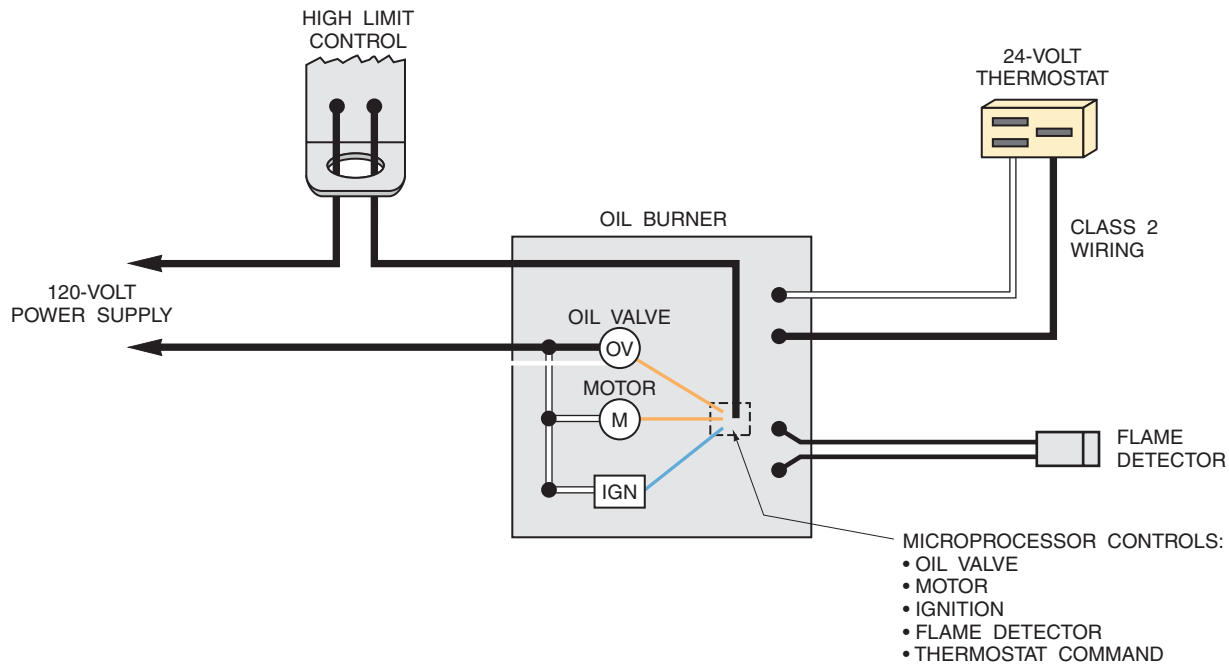 HIGH LIMIT
CONTROL
24-VOLT
THERMOSTAT
OIL BURNER
CLASS 2
WIRING
120-VOLT
POWER SUPPLY
OIL VALVE
OV
MOTOR
M
IGN
FLAME
DETECTOR
MICROPROCESSOR CONTROLS:
• OIL VALVE
• MOTOR
• IGNITION
• FLAME DETECTOR
• THERMOSTAT COMMAND